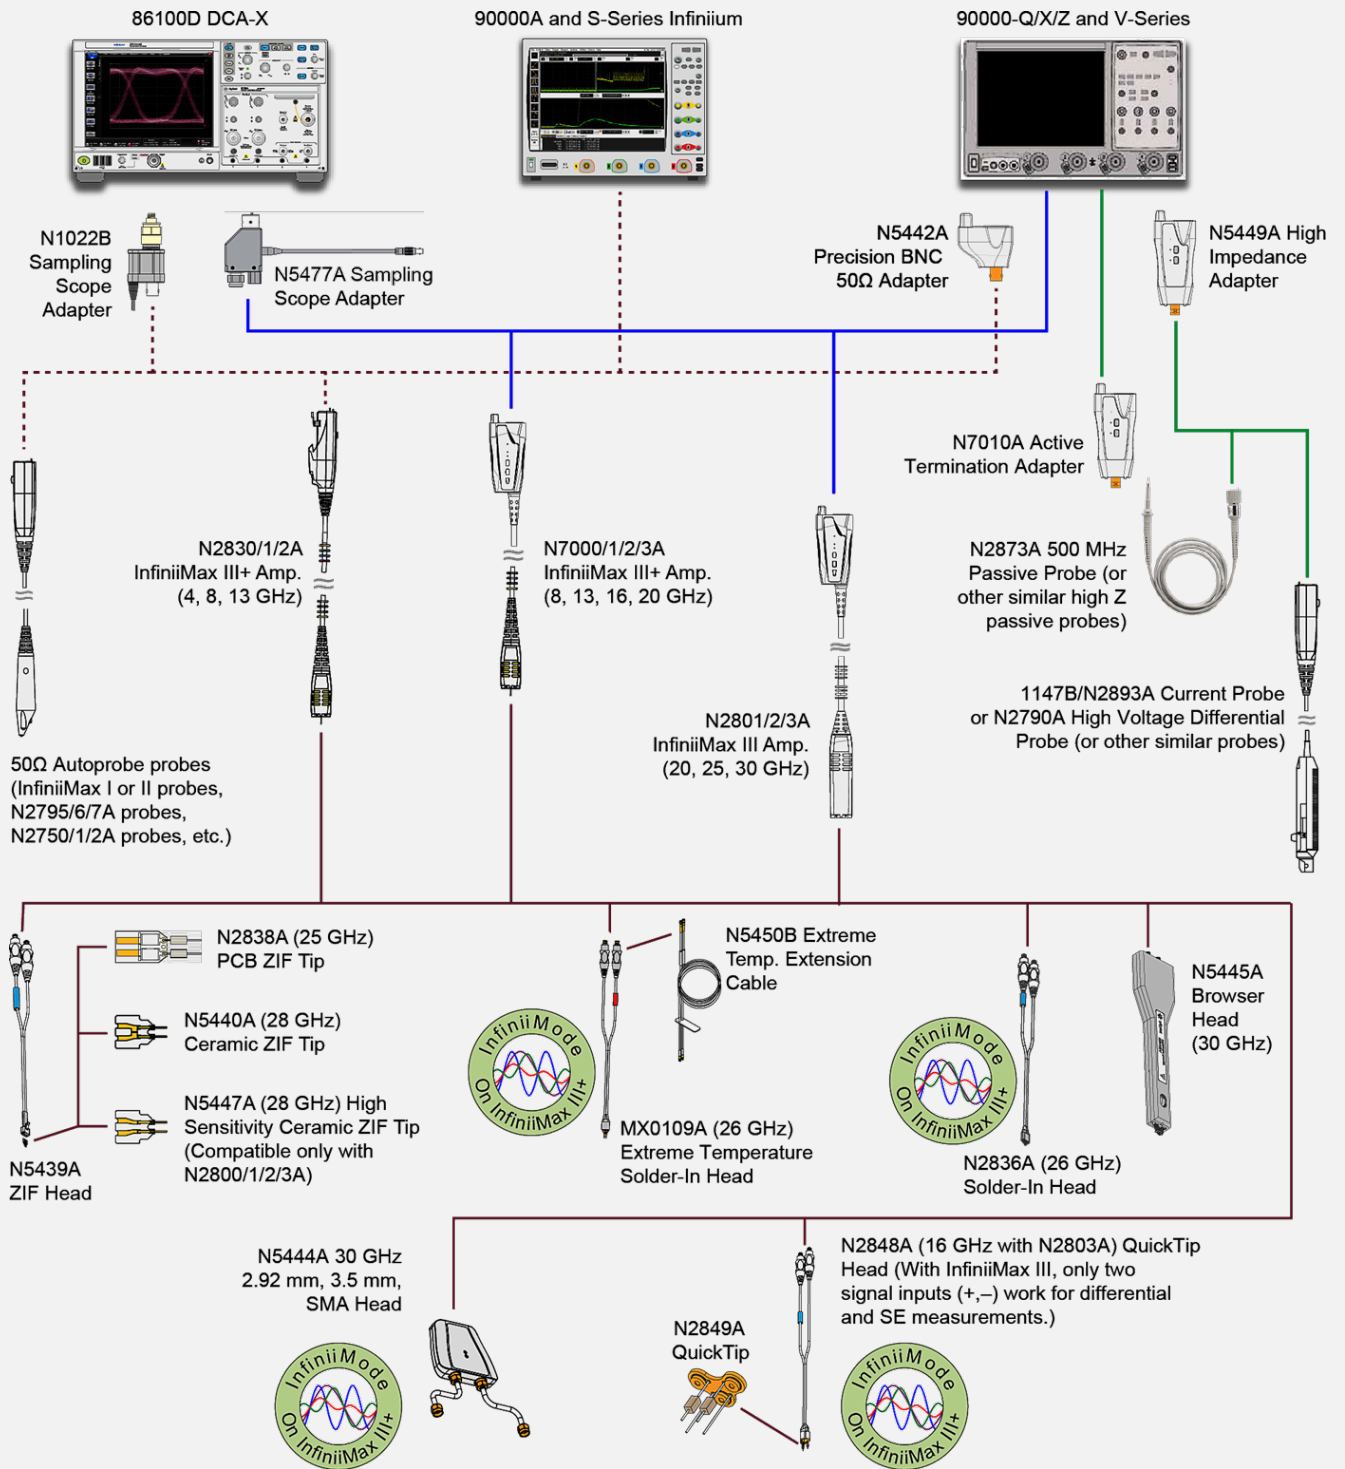 86100D DCA-X
90000A and S-Series Infiniium
90000-Q/X/Z and V-Series
N1022B
Sampling
Scope
Adapter
N5477A Sampling
Scope Adapter
N5442A
Precision BNC
50Ω Adapter
N5449A High
Impedance
Adapter
N7010A Active
Termination Adapter
N2830/1/2A
InfiniiMax III+ Amp.
(4, 8, 13 GHz)
N7000/1/2/3A
InfiniiMax III+ Amp.
(8, 13, 16, 20 GHz)
N2873A 500 MHz
Passive Probe (or
other similar high Z
passive probes)
N2801/2/3A
InfiniiMax III Amp.
(20, 25, 30 GHz)
1147B/N2893A Current Probe
or N2790A High Voltage Differential
Probe (or other similar probes)
50Ω Autoprobe probes
(InfiniiMax I or II probes,
N2795/6/7A probes,
N2750/1/2A probes, etc.)
N2838A (25 GHz)
PCB ZIF Tip
N5440A (28 GHz)
Ceramic ZIF Tip
N5447A (28 GHz) High
Sensitivity Ceramic ZIF Tip
(Compatible only with
N2800/1/2/3A)
N5439A
ZIF Head
N5450B Extreme
Temp. Extension
Cable
InfiniiMode
On InfiniiMax III+
MX0109A (26 GHz)
Extreme Temperature
Solder-In Head
InfiniiMode
On InfiniiMax III+
N2836A (26 GHz)
Solder-In Head
N5445A
Browser
Head
(30 GHz)
N5444A 30 GHz
2.92 mm, 3.5 mm,
SMA Head
InfiniiMode
On InfiniiMax III+
N2849A
QuickTip
N2848A (16 GHz with N2803A) QuickTip
Head (With InfiniiMax III, only two
signal inputs (+,–) work for differential
and SE measurements.)
InfiniiMode
On InfiniiMax III+